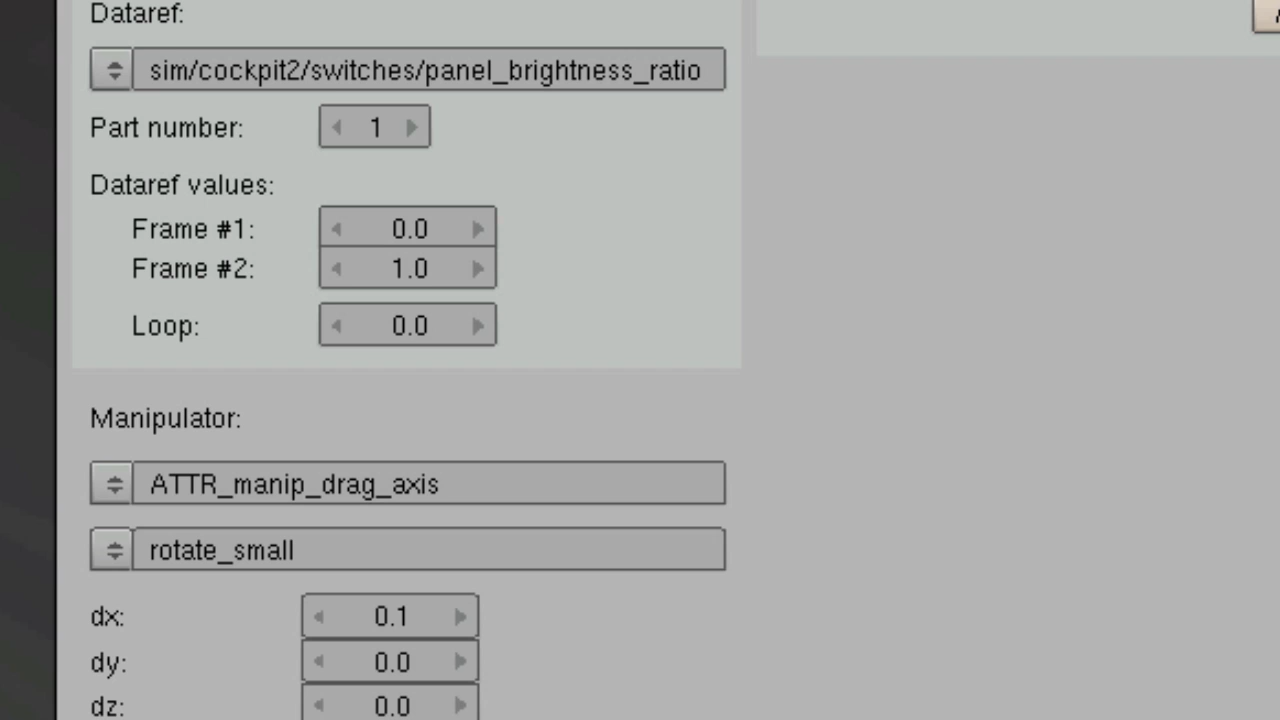 Dataref:
sim/cockpit2/switches/panel_brightness_ratio
Part number: 1
Dataref values:
Frame #1: 0.0
Frame #2: 1.0
Loop: 0.0
Manipulator:
ATTR_manip_drag_axis
rotate_small
dx: 0.1
dy: 0.0
dz: 0.0